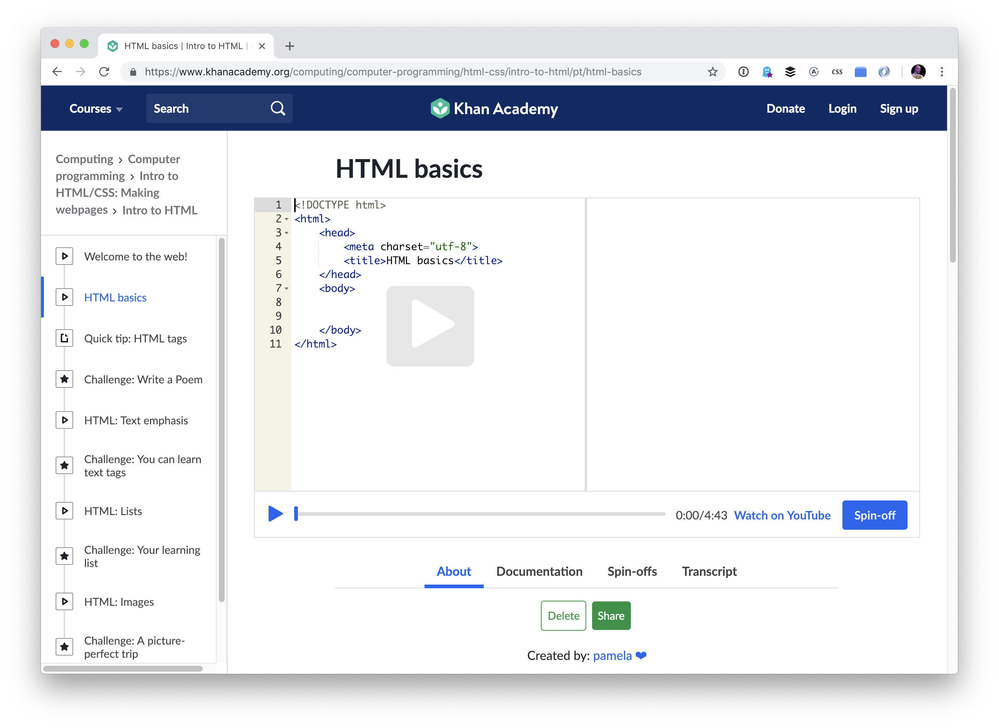 HTML basics | Intro to HTML |
https://www.khanacademy.org/computing/computer-programming/html-css/intro-to-html/pt/html-basics
css
Courses
Search
Khan Academy
Donate
Login
Sign up
Computing › Computer
programming › Intro to
HTML/CSS: Making
webpages › Intro to HTML
Welcome to the web!
HTML basics
Quick tip: HTML tags
Challenge: Write a Poem
HTML: Text emphasis
Challenge: You can learn
text tags
HTML: Lists
Challenge: Your learning
list
HTML: Images
Challenge: A picture-
perfect trip
HTML basics
1 <!DOCTYPE html>
2 <html>
3 <head>
4 <meta charset="utf-8">
5 <title>HTML basics</title>
6 </head>
7 <body>
8
9
10 </body>
11 </html>
0:00/4:43 Watch on YouTube Spin-off
About Documentation Spin-offs Transcript
Delete Share
Created by: pamela